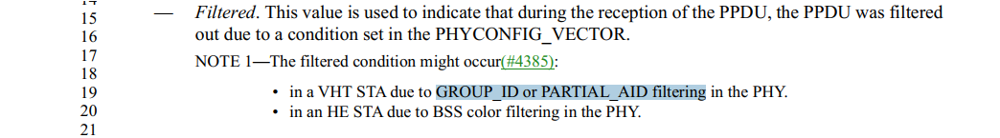 15 — Filtered. This value is used to indicate that during the reception of the PPDU, the PPDU was filtered
16 out due to a condition set in the PHYCONFIG_VECTOR.
17 NOTE 1—The filtered condition might occur(#4385):
18
19 • in a VHT STA due to GROUP_ID or PARTIAL_AID filtering in the PHY.
20 • in an HE STA due to BSS color filtering in the PHY.
21